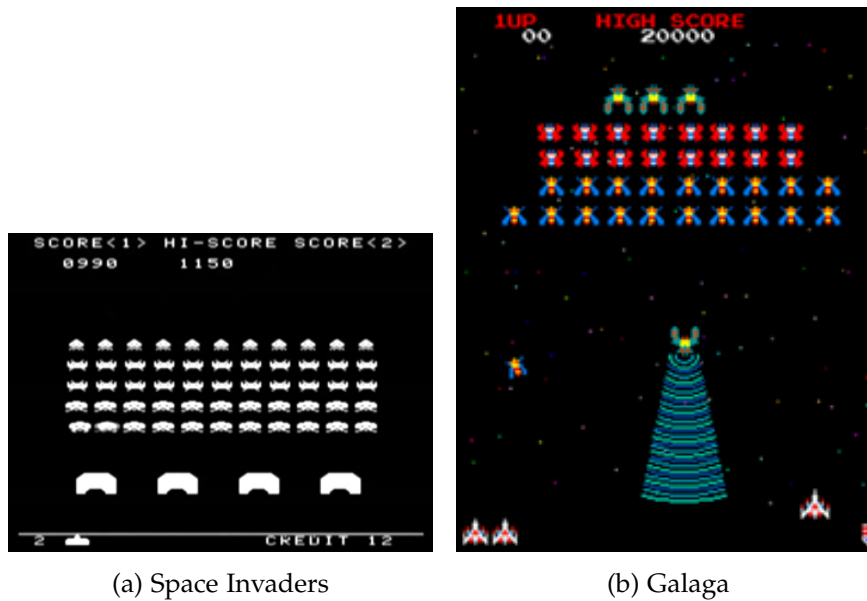 1UP HIGH SCORE
00 20000
SCORE<1> HI-SCORE SCORE<2>
0990 1150
2 CREDIT 12
(a) Space Invaders
(b) Galaga